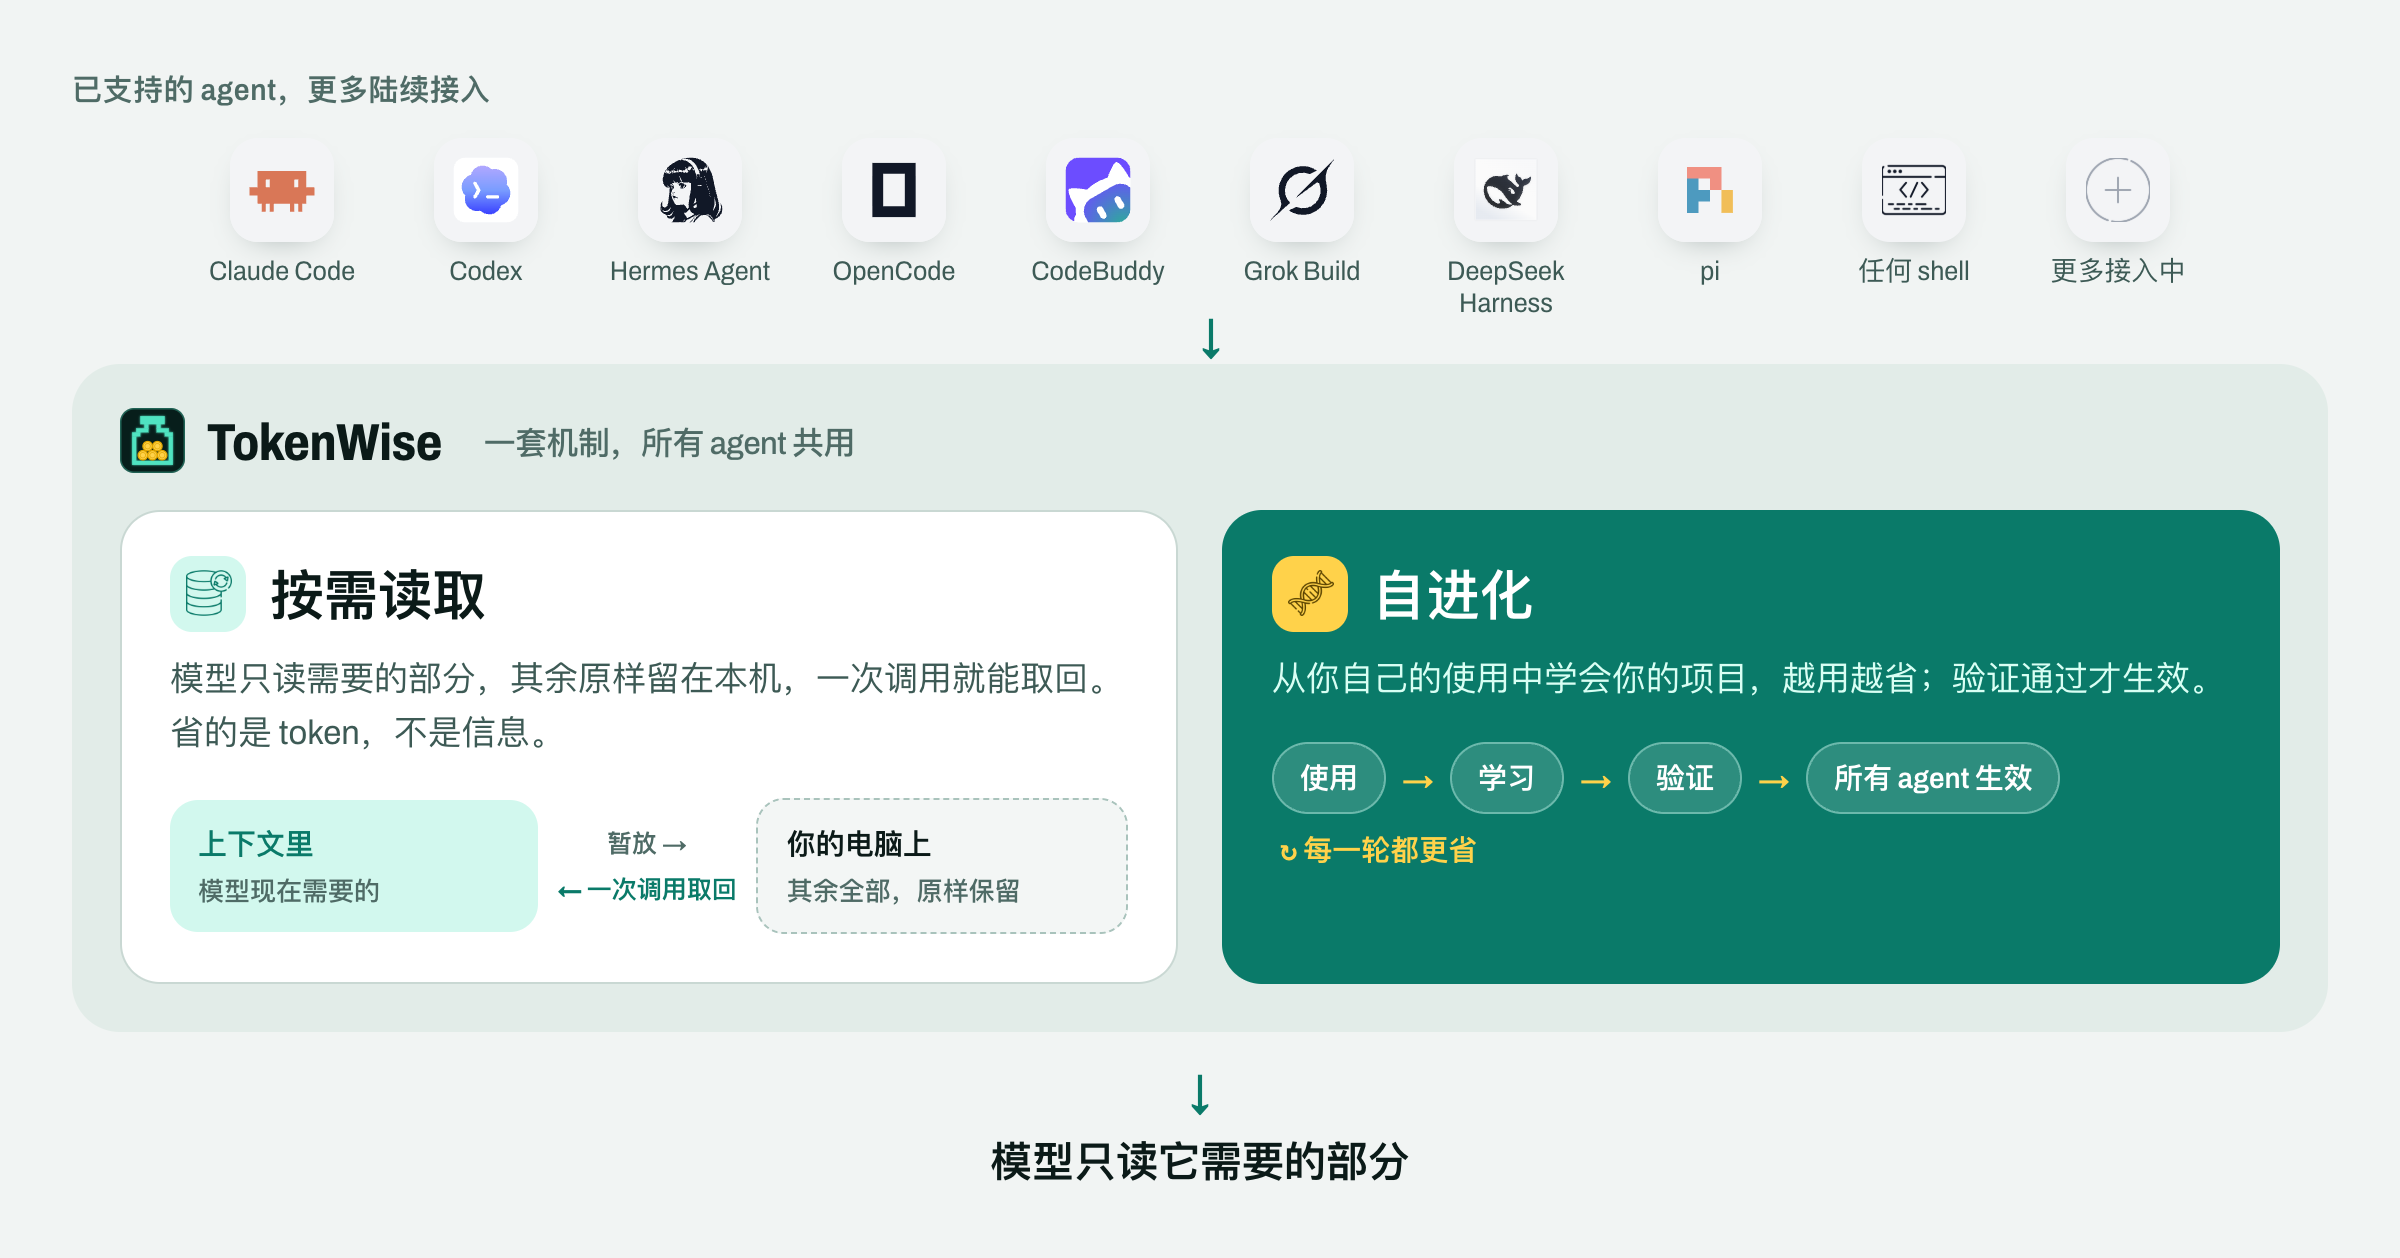 已支持的 agent，更多陆续接入
Claude Code
Codex
Hermes Agent
OpenCode
CodeBuddy
Grok Build
DeepSeek
Harness
pi
任何 shell
更多接入中
↓
TokenWise
一套机制，所有 agent 共用
按需读取
模型只读需要的部分，其余原样留在本机，一次调用就能取回。
省的是 token，不是信息。
上下文里
模型现在需要的
暂放 →
← 一次调用取回
你的电脑上
其余全部，原样保留
自进化
从你自己的使用中学会你的项目，越用越省；验证通过才生效。
使用 → 学习 → 验证 → 所有 agent 生效
↻ 每一轮都更省
↓
模型只读它需要的部分